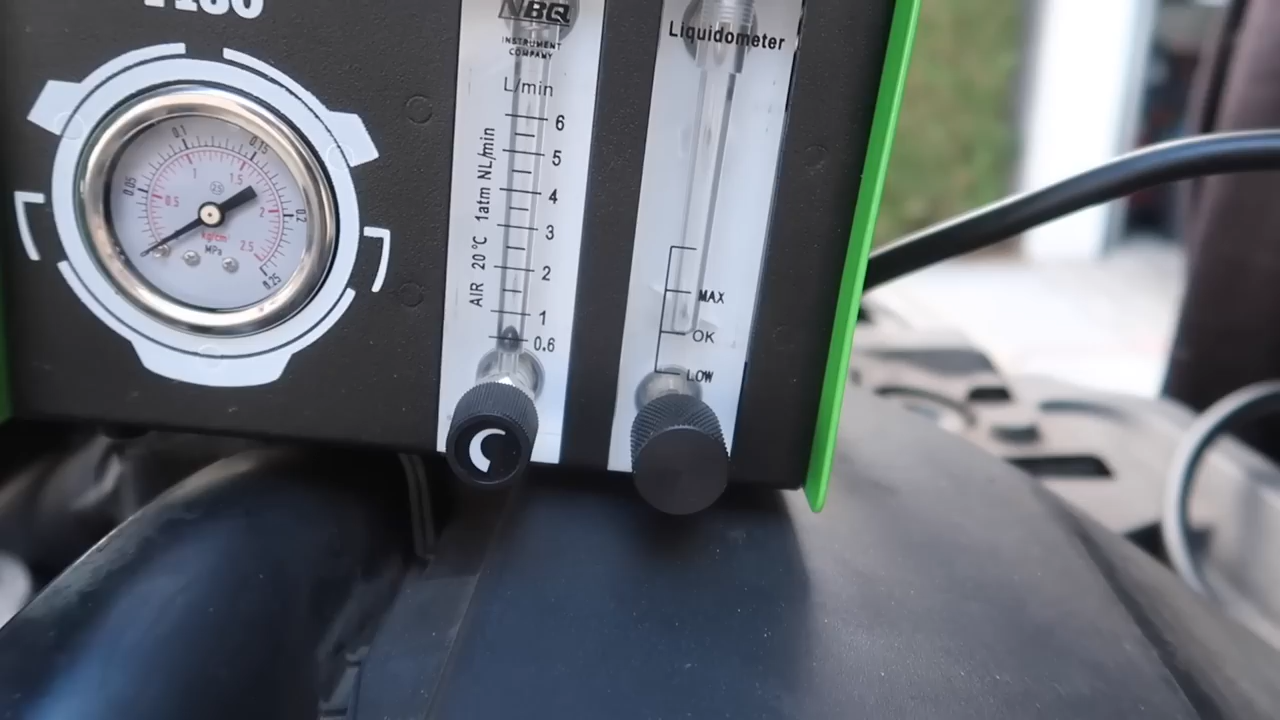 0.05
0.1
0.15
0.2
0.25
0.5
1
1.5
2
2.5
kg/cm²
MPa
NBQ
INSTRUMENT
COMPANY
L/min
AIR 20 ℃ 1atm NL/min
6
5
4
3
2
1
0.6
Liquidometer
MAX
OK
LOW